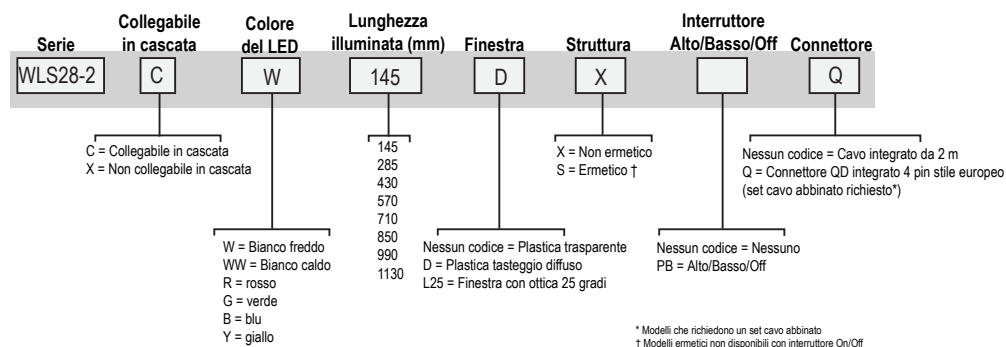 Serie
Collegabile
in cascata
Colore
del LED
Lunghezza
illuminata (mm)
Finestra
Struttura
Interruttore
Alto/Basso/Off
Connettore
WLS28-2
C
W
145
D
X
Q
C = Collegabile in cascata
X = Non collegabile in cascata
W = Bianco freddo
WW = Bianco caldo
R = rosso
G = verde
B = blu
Y = giallo
145
285
430
570
710
850
990
1130
Nessun codice = Plastica trasparente
D = Plastica tasteggio diffuso
L25 = Finestra con ottica 25 gradi
X = Non ermetico
S = Ermetico †
Nessun codice = Nessuno
PB = Alto/Basso/Off
Nessun codice = Cavo integrato da 2 m
Q = Connettore QD integrato 4 pin stile europeo
(set cavo abbinato richiesto*)
* Modelli che richiedono un set cavo abbinato
† Modelli ermetici non disponibili con interruttore On/Off